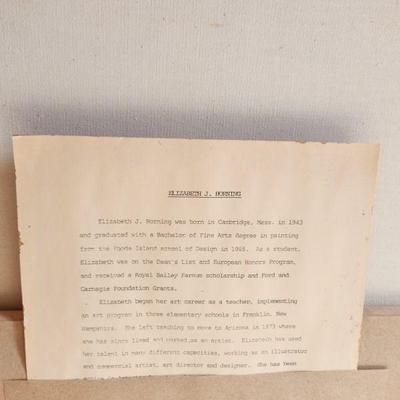 ELIZABETH J. HORNING
Elizabeth J. Horning was born in Cambridge, Mass. in 1943
and graduated with a Bachelor of Fine Arts degree in painting
from the Rhode Island school of Design in 1965. As a student,
Elizabeth was on the Dean's List and European Honors Program,
and received a Royal Bailey Farnum scholarship and Ford and
Carnegie Foundation Grants.
Elizabeth began her art career as a teacher, implementing
an art program in three elementary schools in Franklin, New
Hampshire. She left teaching to move to Arizona in 1973 where
she has since lived and worked as an artist. Elizabeth has used
her talent in many different capacities, working as an illustrator
and commercial artist, art director and designer. She has been